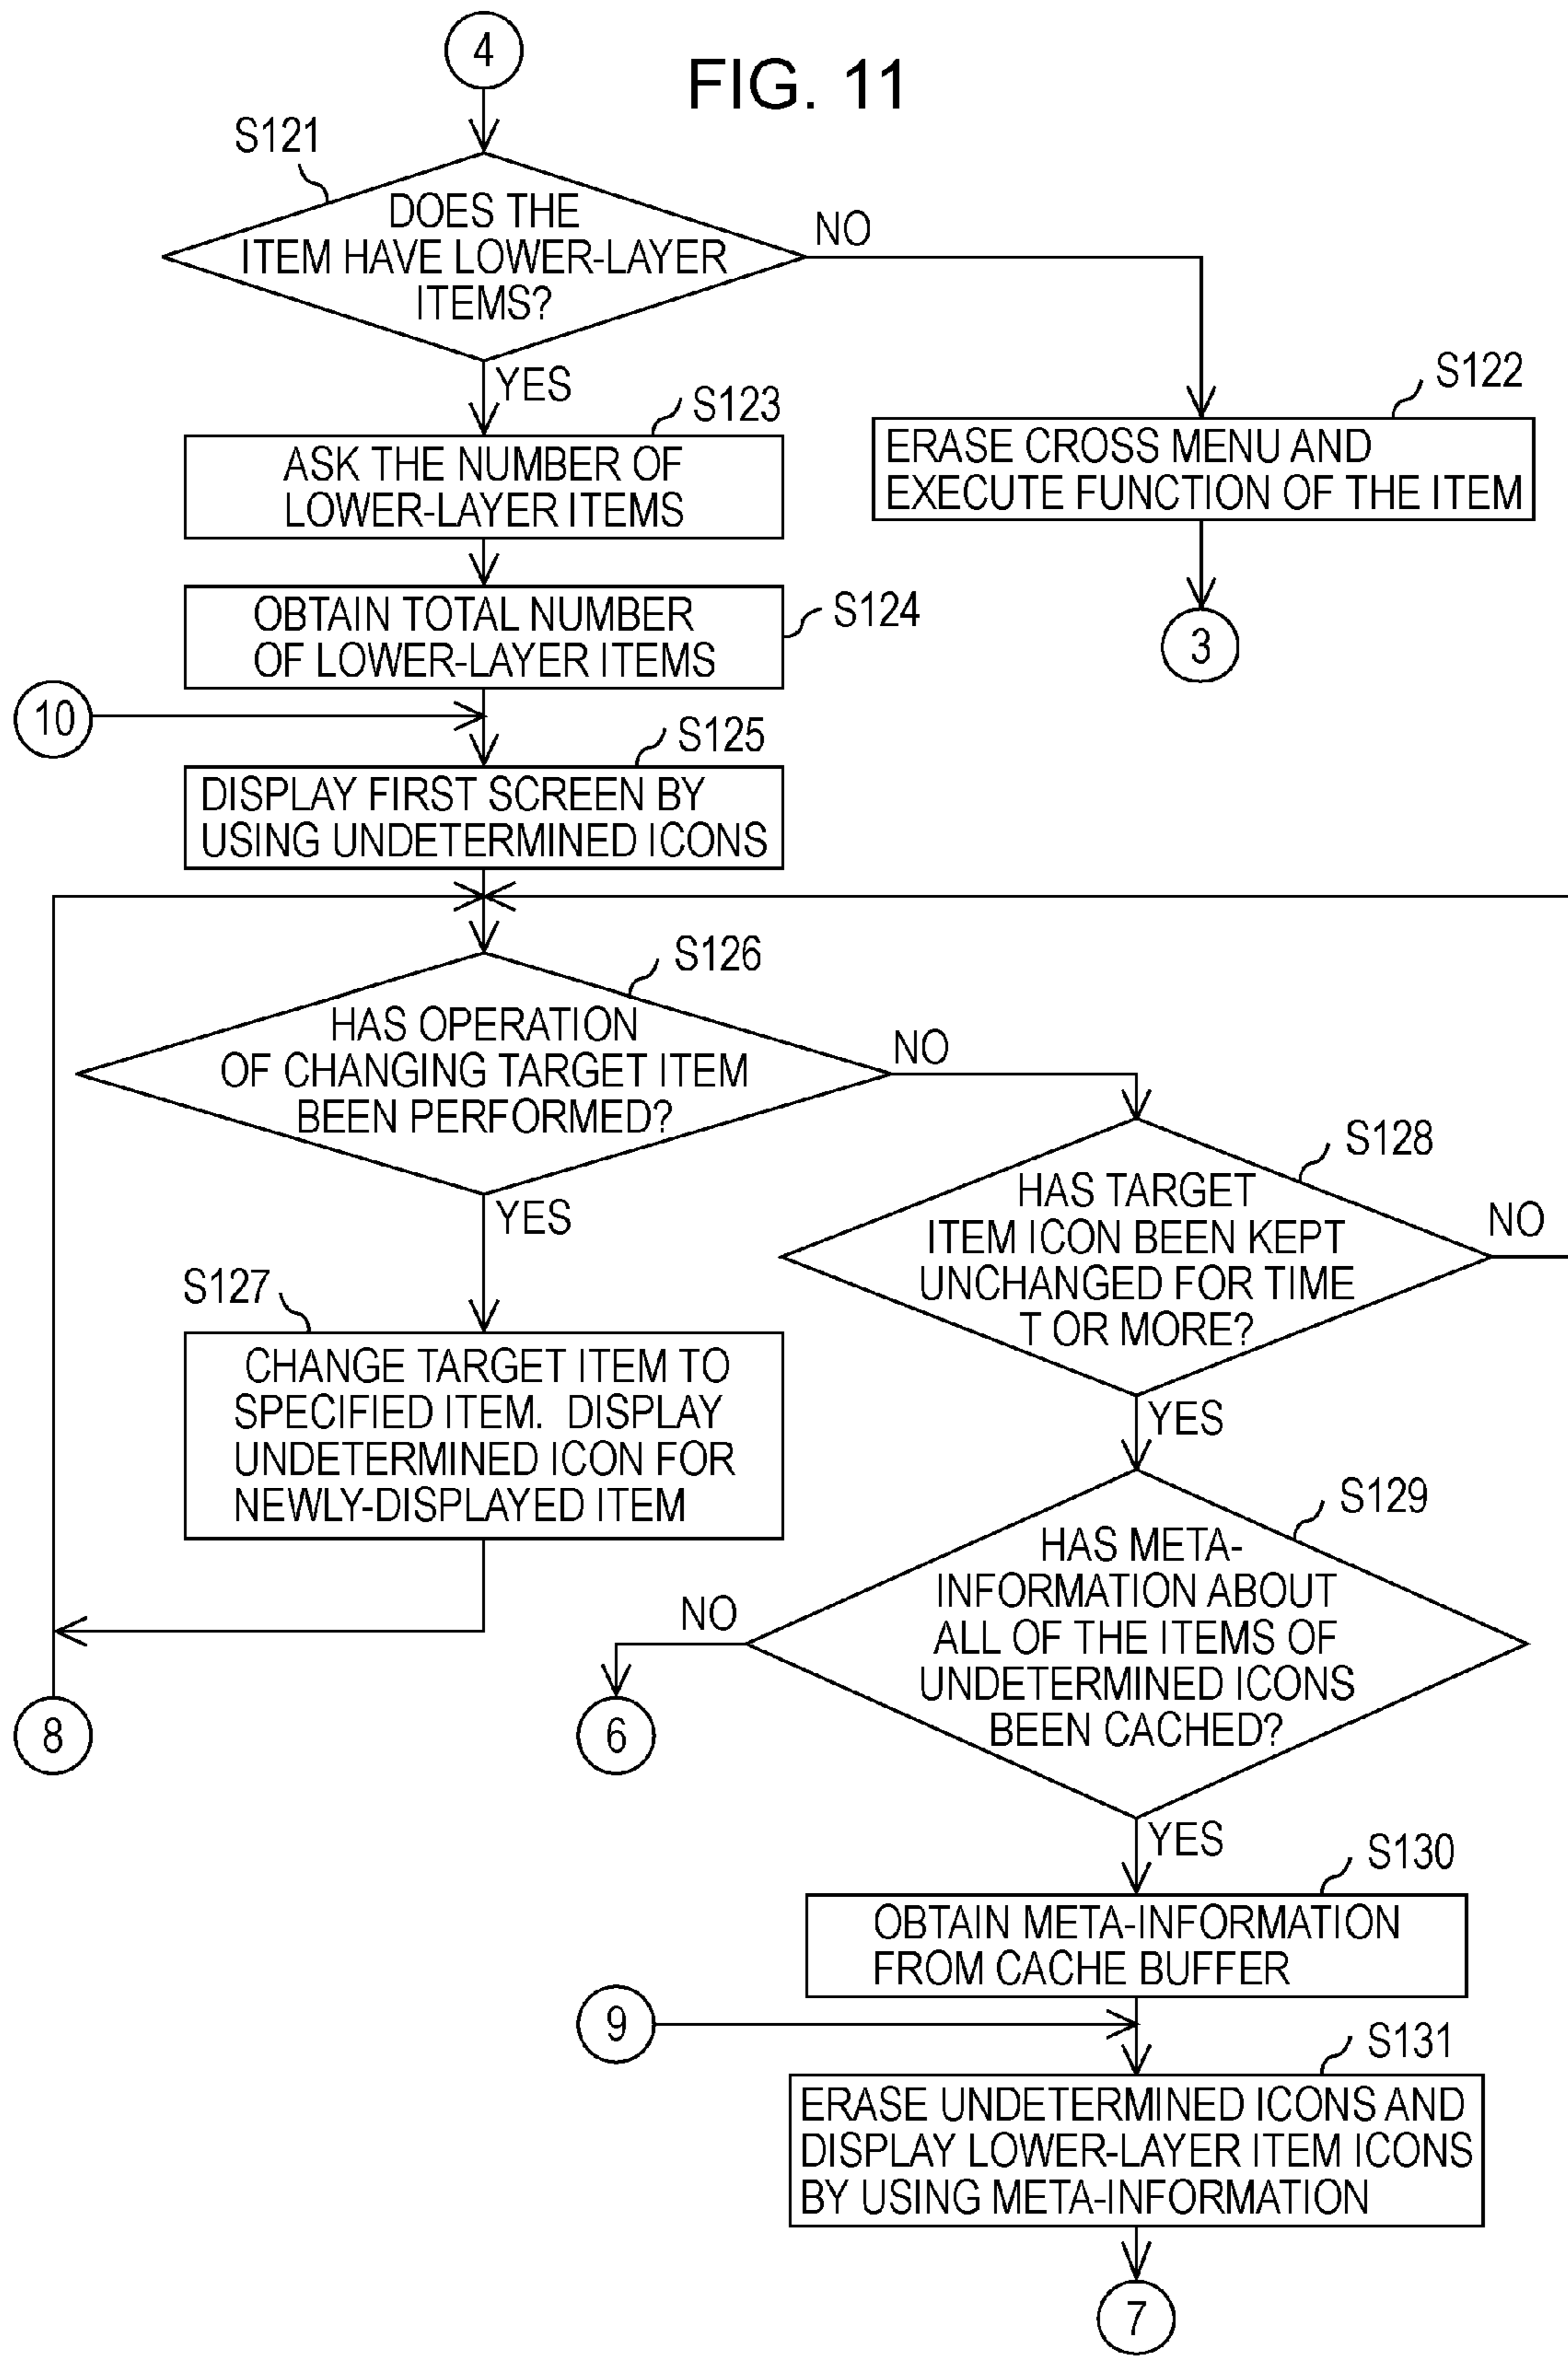 4
FIG. 11
S121
DOES THE
ITEM HAVE LOWER-LAYER
ITEMS?
NO
YES
S122
ERASE CROSS MENU AND
EXECUTE FUNCTION OF THE ITEM
3
S123
ASK THE NUMBER OF
LOWER-LAYER ITEMS
S124
OBTAIN TOTAL NUMBER
OF LOWER-LAYER ITEMS
10
S125
DISPLAY FIRST SCREEN BY
USING UNDETERMINED ICONS
S126
HAS OPERATION
OF CHANGING TARGET ITEM
BEEN PERFORMED?
NO
YES
S127
CHANGE TARGET ITEM TO
SPECIFIED ITEM. DISPLAY
UNDETERMINED ICON FOR
NEWLY-DISPLAYED ITEM
8
S128
HAS TARGET
ITEM ICON BEEN KEPT
UNCHANGED FOR TIME
T OR MORE?
NO
YES
S129
HAS META-
INFORMATION ABOUT
ALL OF THE ITEMS OF
UNDETERMINED ICONS
BEEN CACHED?
NO
6
YES
S130
OBTAIN META-INFORMATION
FROM CACHE BUFFER
9
S131
ERASE UNDETERMINED ICONS AND
DISPLAY LOWER-LAYER ITEM ICONS
BY USING META-INFORMATION
7